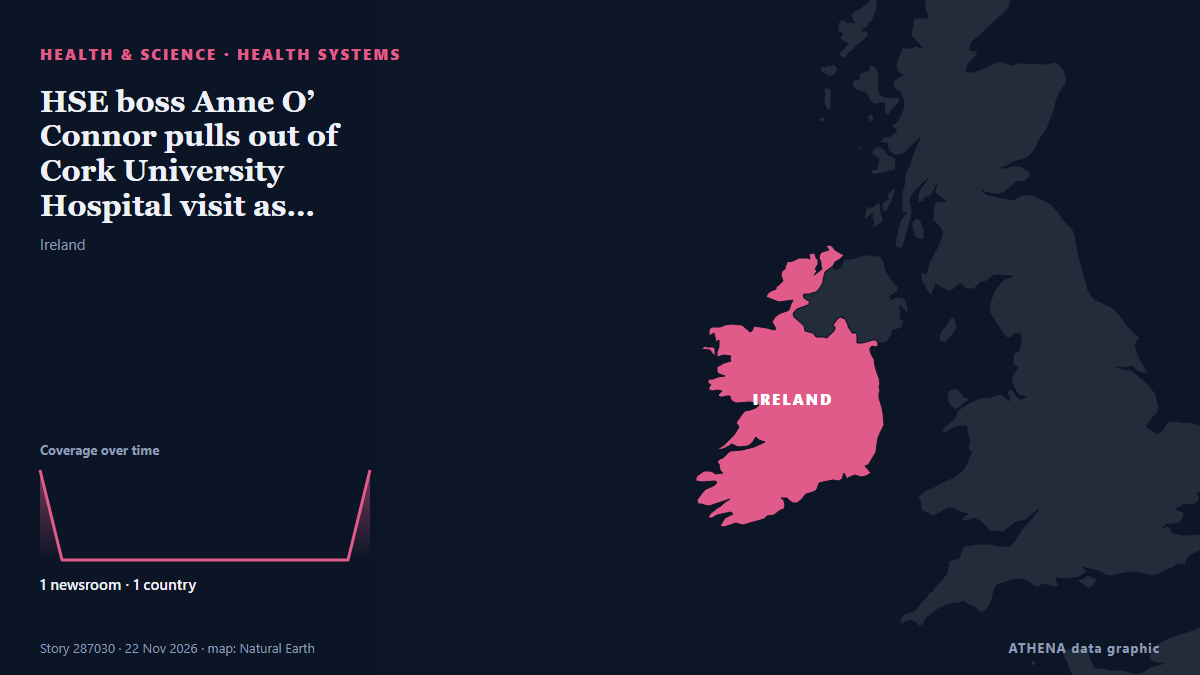 HEALTH & SCIENCE · HEALTH SYSTEMS
HSE boss Anne O’
Connor pulls out of
Cork University
Hospital visit as…
Ireland
IRELAND
Coverage over time
1 newsroom · 1 country
Story 287030 · 22 Nov 2026 · map: Natural Earth
ATHENA data graphic